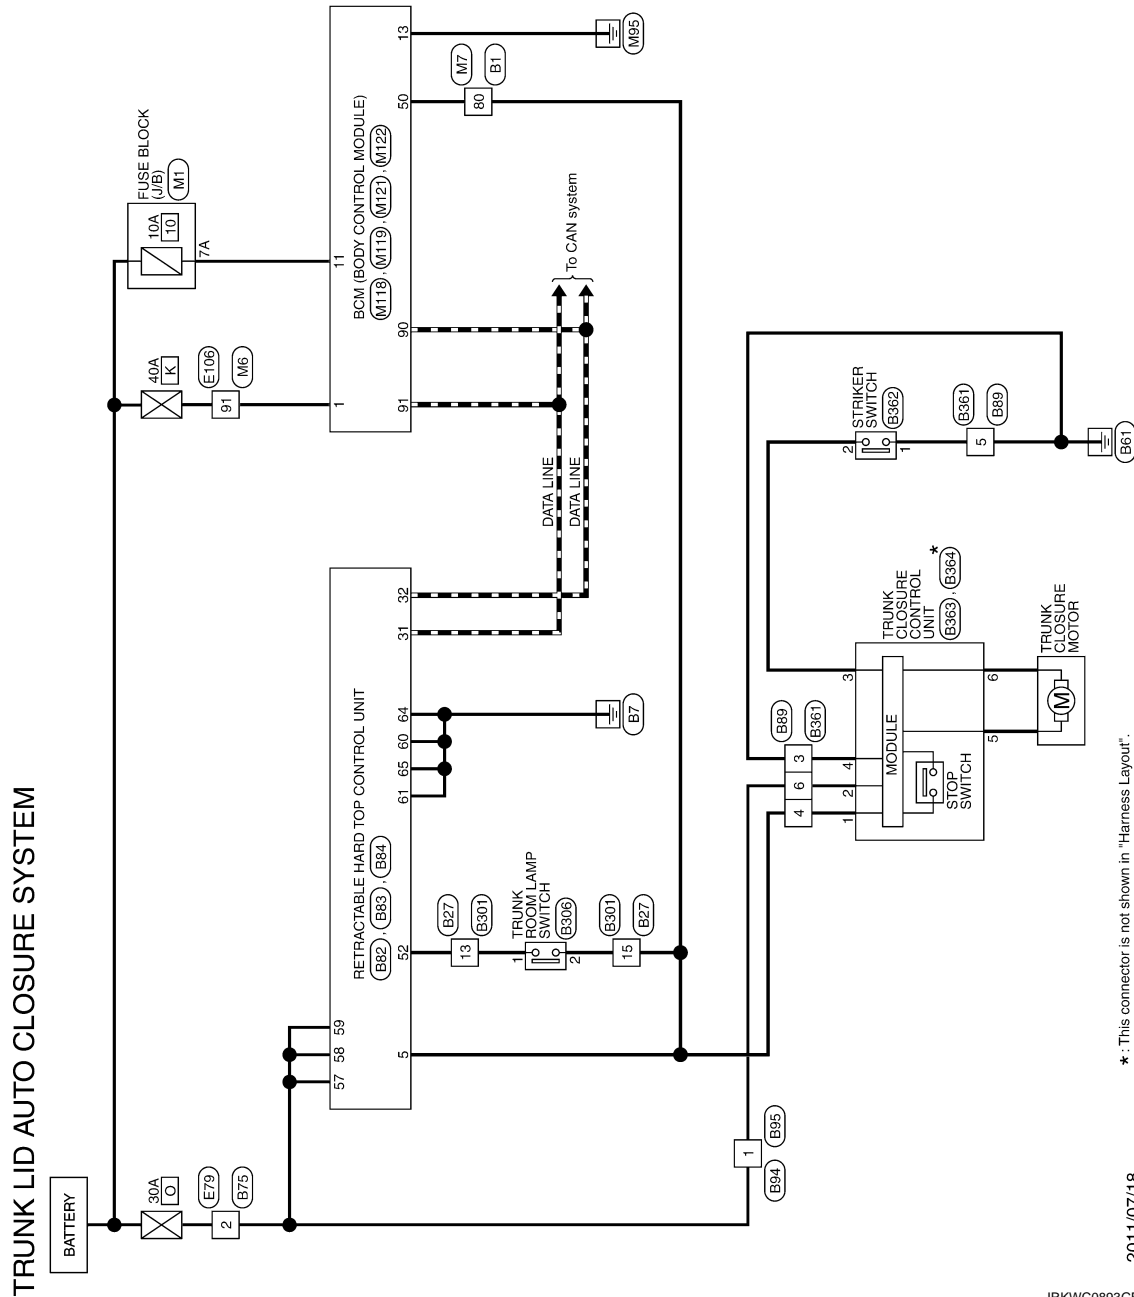 TRUNK LID AUTO CLOSURE SYSTEM
BATTERY
30A
O
E79
2
B75
40A
K
E106
91
M6
FUSE BLOCK
(J/B)
M1
10A
10
7A
57
58
59
RETRACTABLE HARD TOP CONTROL UNIT
B82 , B83 , B84
5
52
61
65
60
64
31
32
1
11
BCM (BODY CONTROL MODULE)
M118 , M119 , M121 , M122
91
90
50
13
B27
13
B301
TRUNK
ROOM LAMP
SWITCH
B306
1
2
B301
15
B27
B7
DATA LINE
DATA LINE
To CAN system
M7
80
B1
M95
1
B94
B95
B89
4
6
3
B361
1
2
4
3
MODULE
STOP
SWITCH
5
6
TRUNK
CLOSURE
CONTROL
UNIT
B363 , B364
*
TRUNK
CLOSURE
MOTOR
M
STRIKER
SWITCH
B362
2
1
B361
5
B89
B61
* : This connector is not shown in "Harness Layout".
2011/07/18